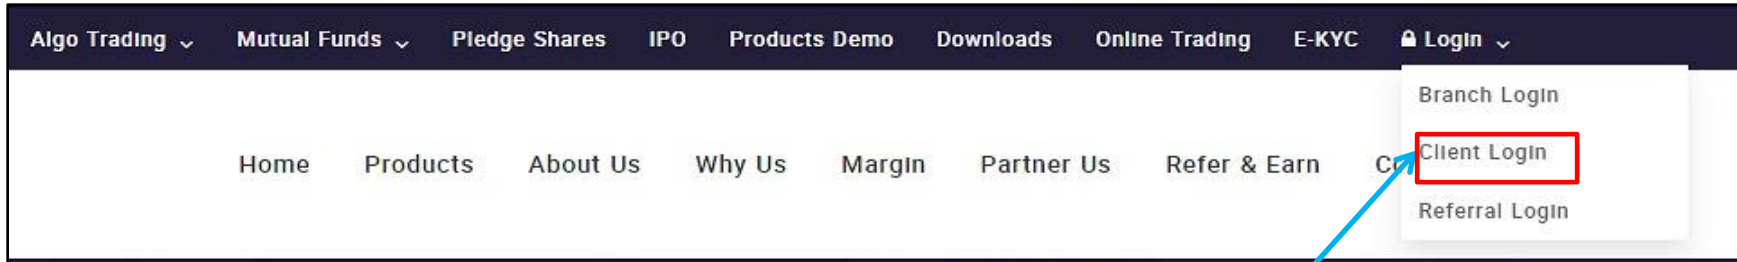 Algo Trading Mutual Funds Pledge Shares IPO Products Demo Downloads Online Trading E-KYC Login
Branch Login
Home Products About Us Why Us Margin Partner Us Refer & Earn
Client Login
Referral Login